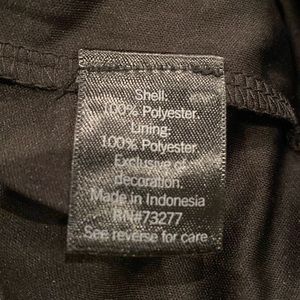 Shell:
100% Polyester.
Lining:
100% Polyester.
Exclusive of
decoration.
Made in Indonesia
RN#73277
See reverse for care